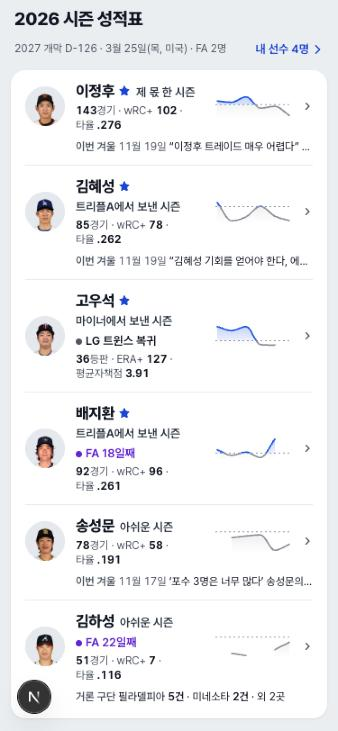 2026 시즌 성적표
2027 개막 D-126 · 3월 25일(목, 미국) · FA 2명
내 선수 4명
이정후 ★ 제 몫 한 시즌
143경기 · wRC+ 102 ·
타율 .276
이번 겨울 11월 19일 “이정후 트레이드 매우 어렵다” ...
김혜성 ★
트리플A에서 보낸 시즌
85경기 · wRC+ 78 ·
타율 .262
이번 겨울 11월 19일 “김혜성 기회를 얻어야 한다, 에...
고우석 ★
마이너에서 보낸 시즌
● LG 트윈스 복귀
36등판 · ERA+ 127 ·
평균자책점 3.91
배지환 ★
트리플A에서 보낸 시즌
● FA 18일째
92경기 · wRC+ 96 ·
타율 .261
송성문 아쉬운 시즌
78경기 · wRC+ 58 ·
타율 .191
이번 겨울 11월 17일 ‘포수 3명은 너무 많다’ 송성문의...
김하성 아쉬운 시즌
● FA 22일째
51경기 · wRC+ 7 ·
타율 .116
N
거론 구단 필라델피아 5건 · 미네소타 2건 · 외 2곳